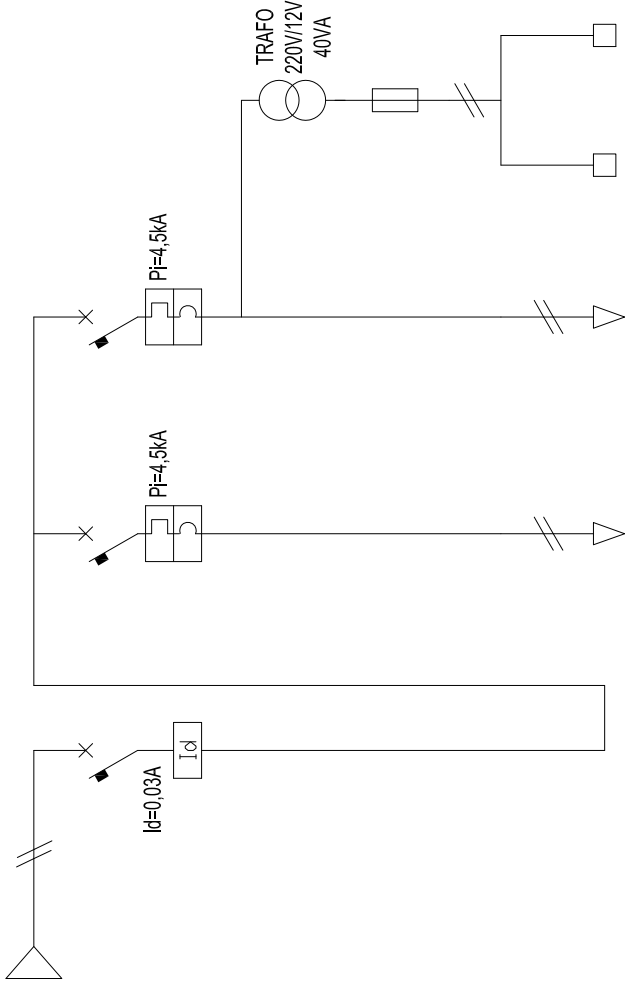 TRAFO
220V/12V
40VA
Pi=4,5kA
Pi=4,5kA
Id
Id=0,03A